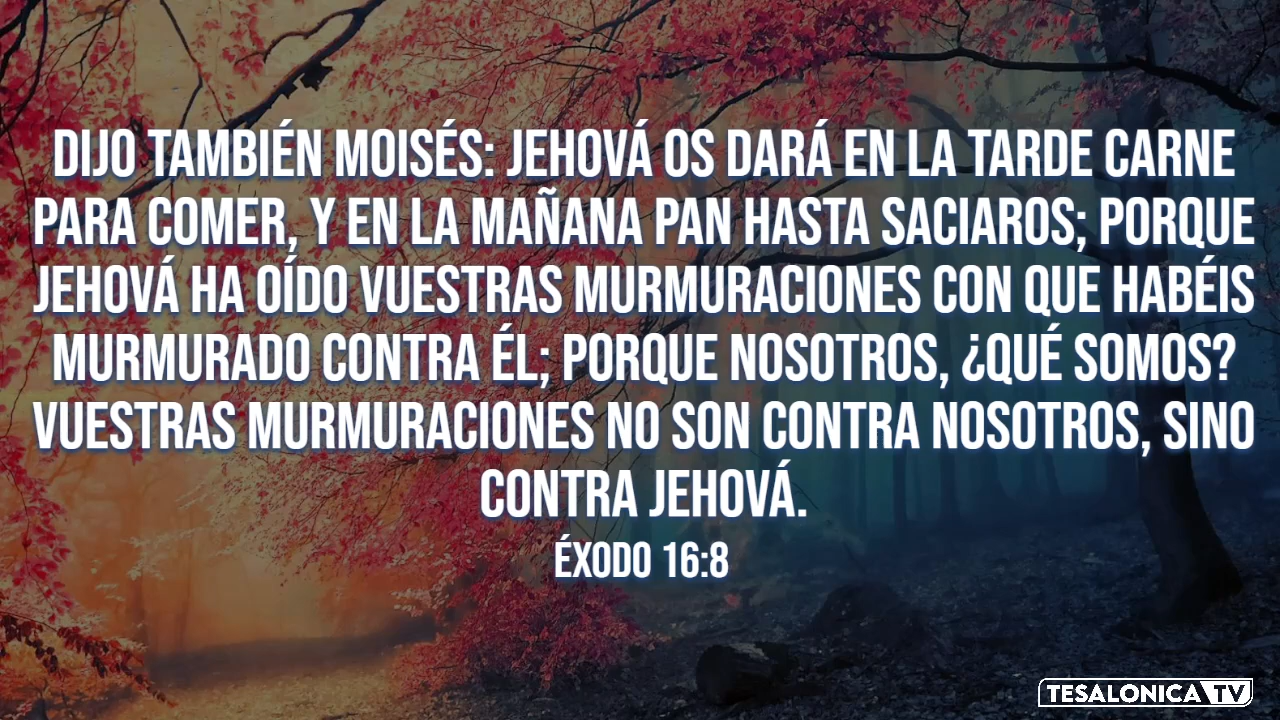 DIJO TAMBIÉN MOISÉS: JEHOVÁ OS DARÁ EN LA TARDE CARNE
PARA COMER, Y EN LA MAÑANA PAN HASTA SACIAROS; PORQUE
JEHOVÁ HA OÍDO VUESTRAS MURMURACIONES CON QUE HABÉIS
MURMURADO CONTRA ÉL; PORQUE NOSOTROS, ¿QUÉ SOMOS?
VUESTRAS MURMURACIONES NO SON CONTRA NOSOTROS, SINO
CONTRA JEHOVÁ.
ÉXODO 16:8
TESALONICA TV